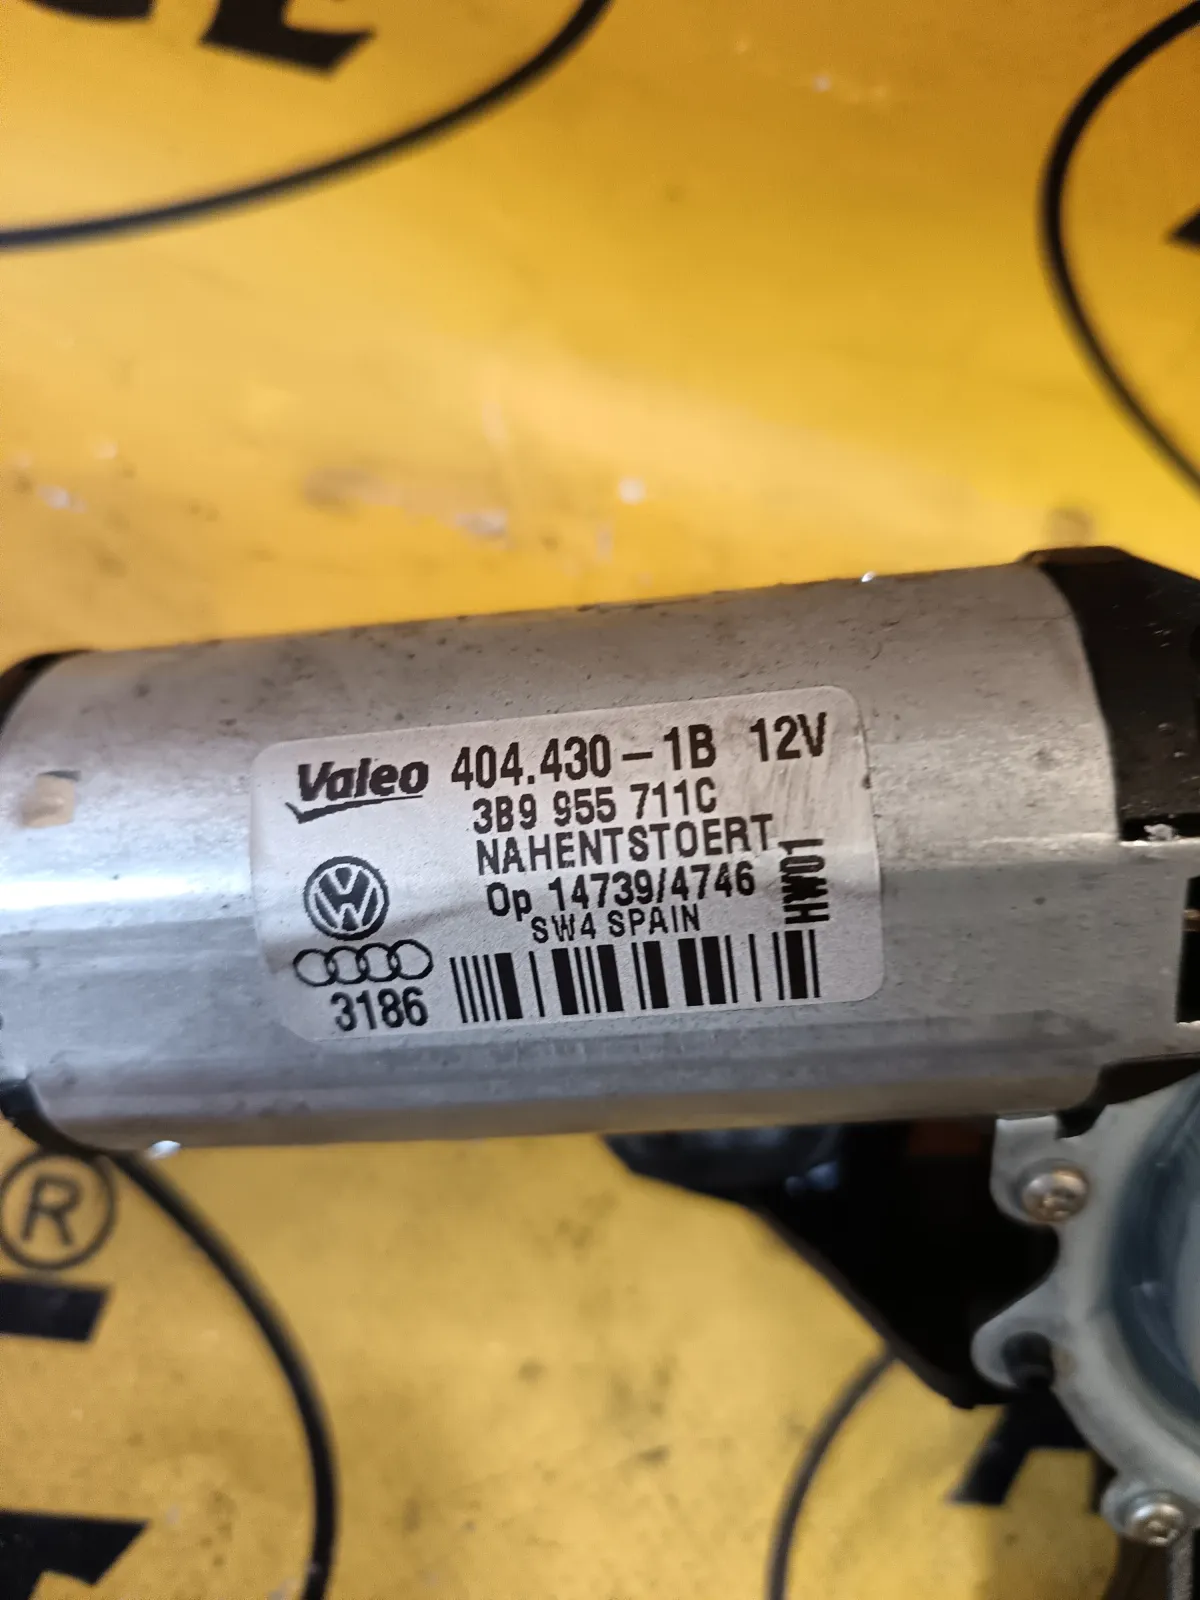 Valeo 404.430-1B 12V
3B9 955 711C
NAHENTSTOERT
Op 14739/4746
SW4 SPAIN
HW01
3186
®